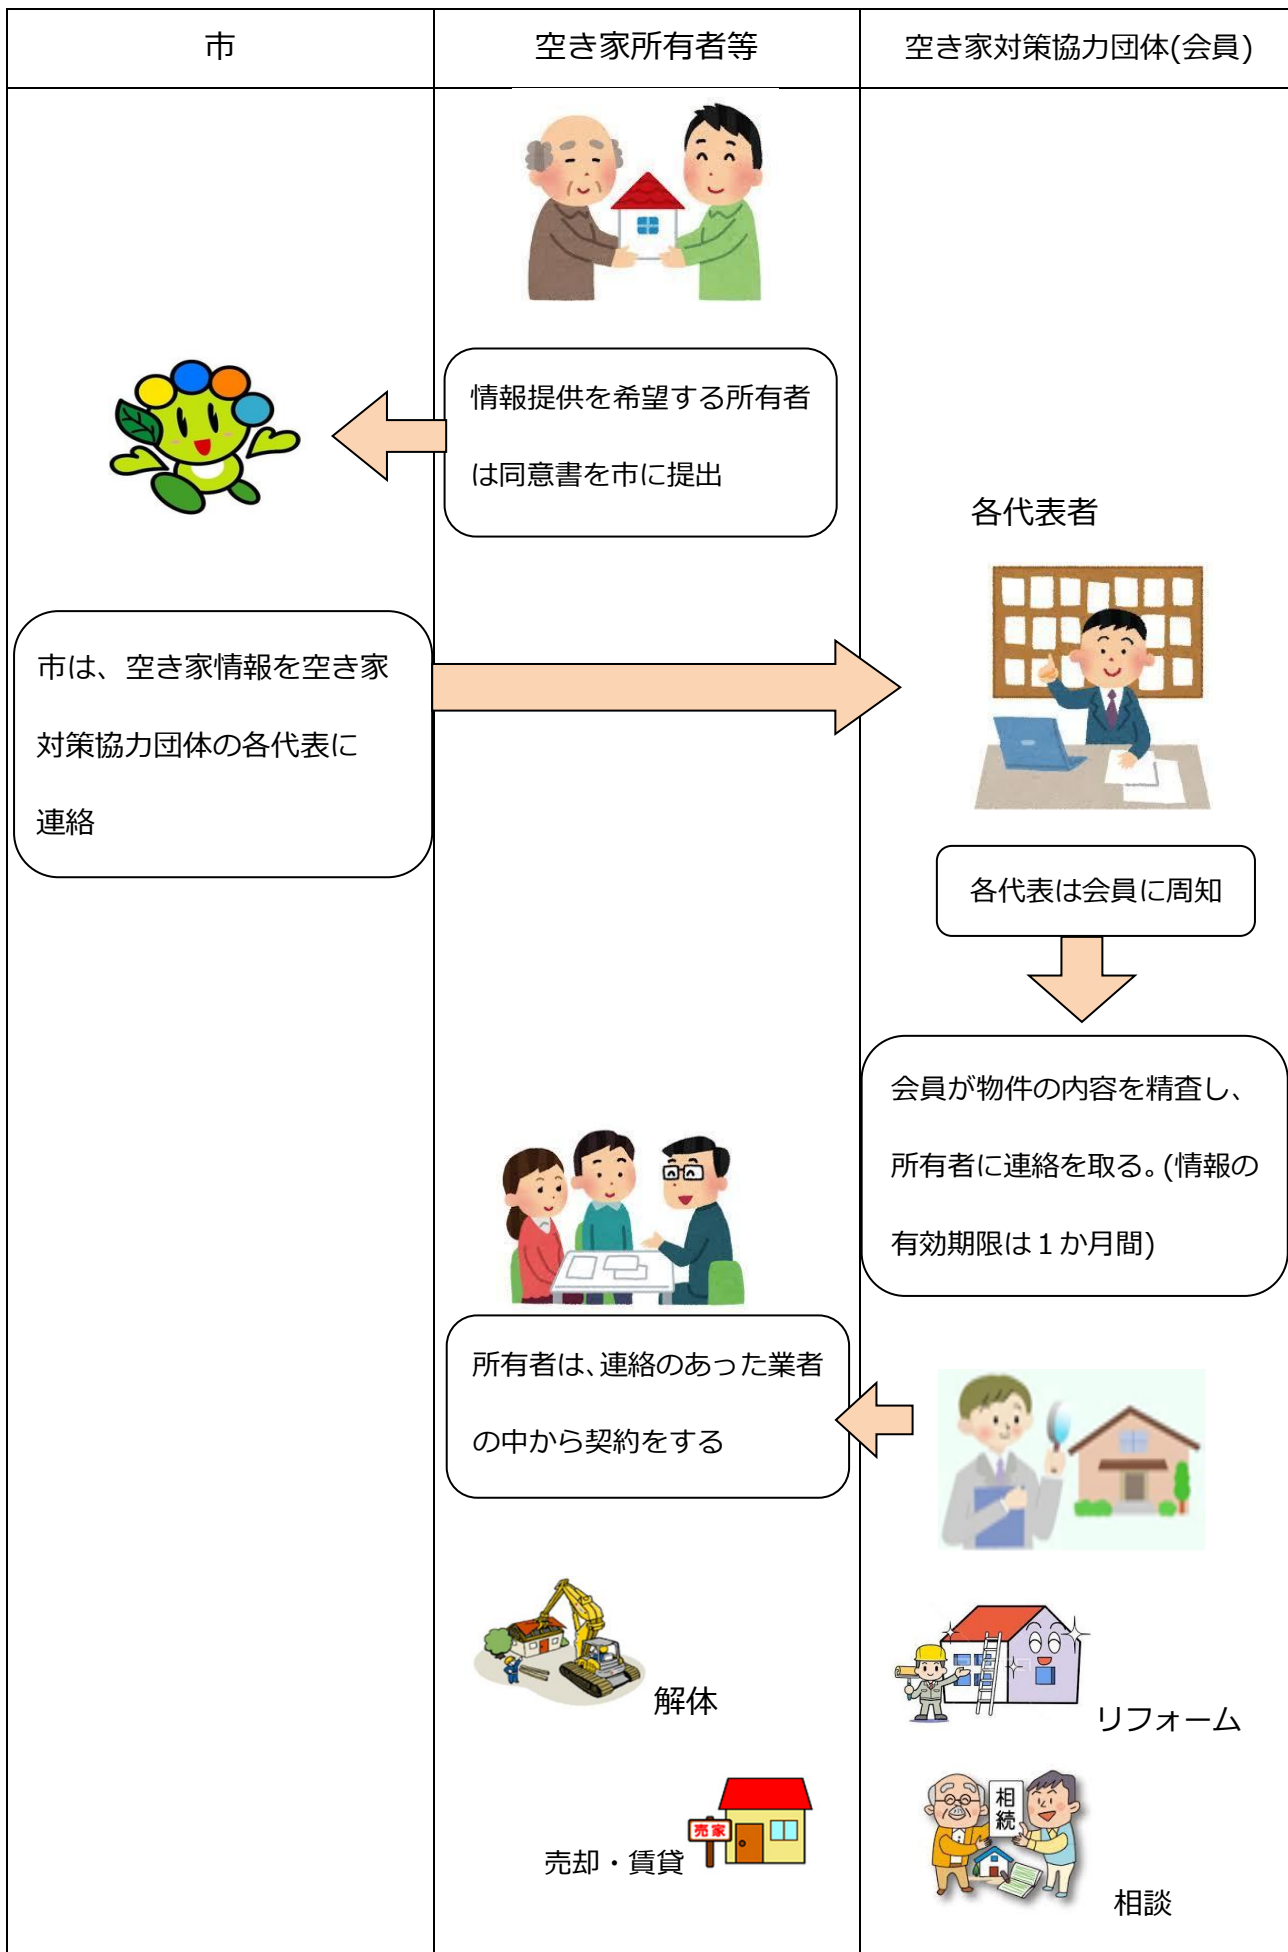 市
空き家所有者等
空き家対策協力団体(会員)
情報提供を希望する所有者
は同意書を市に提出
各代表者
市は、空き家情報を空き家
対策協力団体の各代表に
連絡
各代表は会員に周知
会員が物件の内容を精査し、
所有者に連絡を取る。(情報の
有効期限は１か月間)
所有者は、連絡のあった業者
の中から契約をする
解体
リフォーム
売家
売却・賃貸
相続
相談